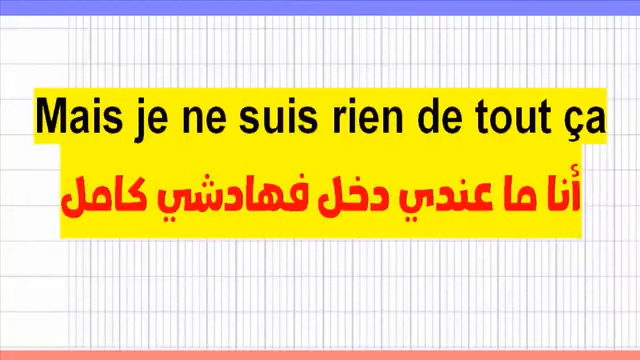 Mais je ne suis rien de tout ça
أنا ما عندي دخل فهادشي كامل